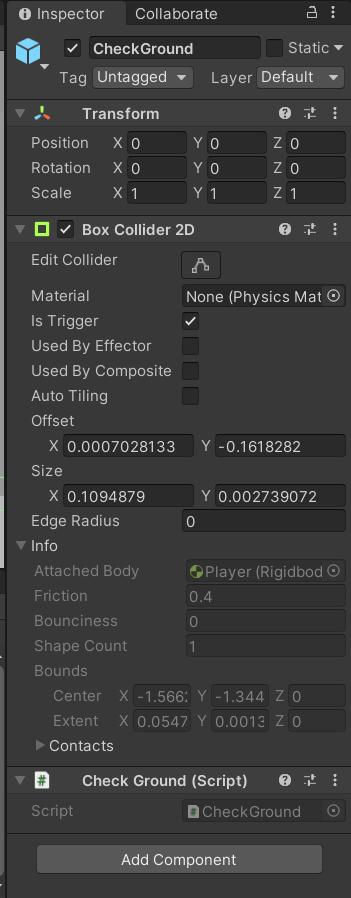 Inspector Collaborate
CheckGround Static
Tag Untagged Layer Default
Transform
Position X 0 Y 0 Z 0
Rotation X 0 Y 0 Z 0
Scale X 1 Y 1 Z 1
Box Collider 2D
Edit Collider
Material None (Physics Mat
Is Trigger
Used By Effector
Used By Composite
Auto Tiling
Offset
X 0.0007028133 Y -0.1618282
Size
X 0.1094879 Y 0.002739072
Edge Radius 0
Info
Attached Body Player (Rigidbod
Friction 0.4
Bounciness 0
Shape Count 1
Bounds
Center X -1.566 Y -1.344 Z 0
Extent X 0.0547 Y 0.0013 Z 0
Contacts
# Check Ground (Script)
Script # CheckGround
Add Component